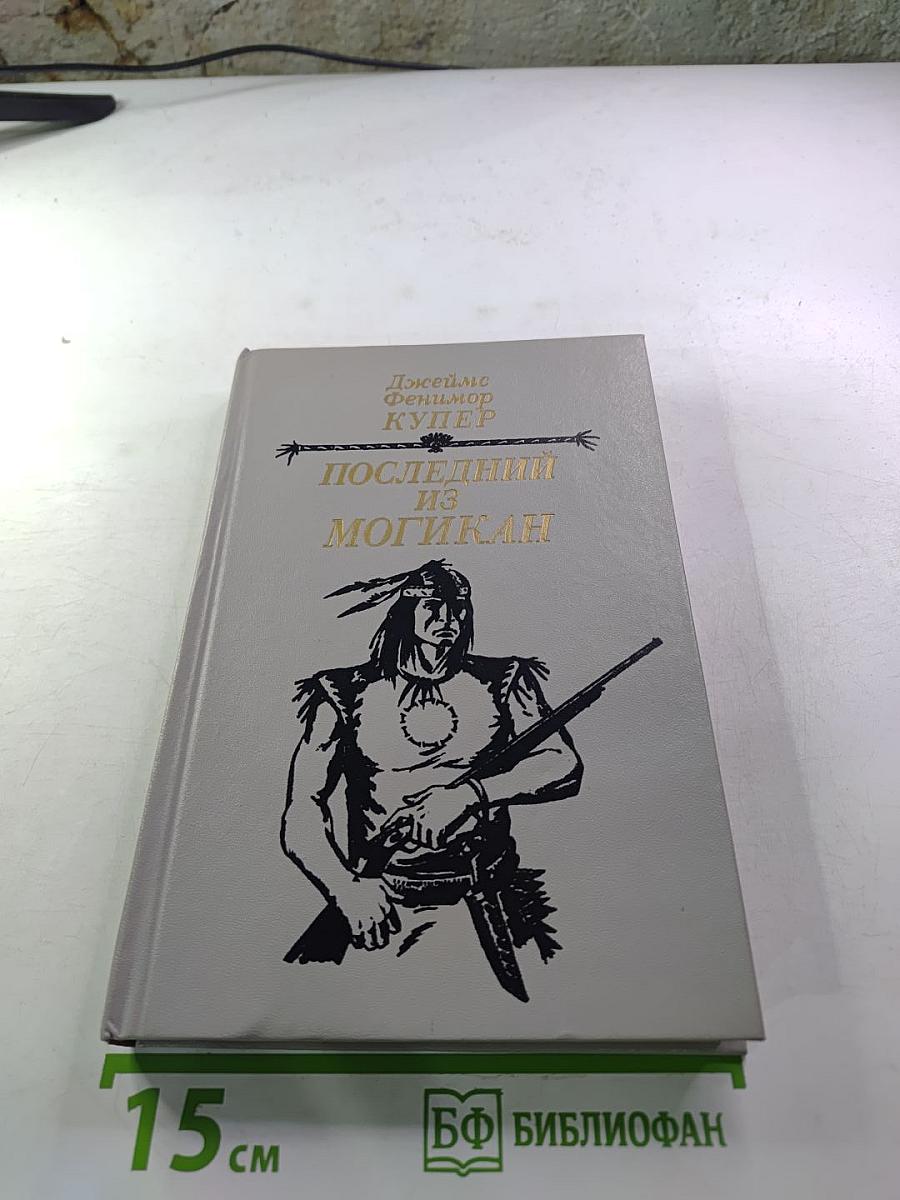 Джеймс
Фенимор
КУПЕР
ПОСЛЕДНИЙ
ИЗ
МОГИКАН
15 см
БФ БИБЛИОФАН